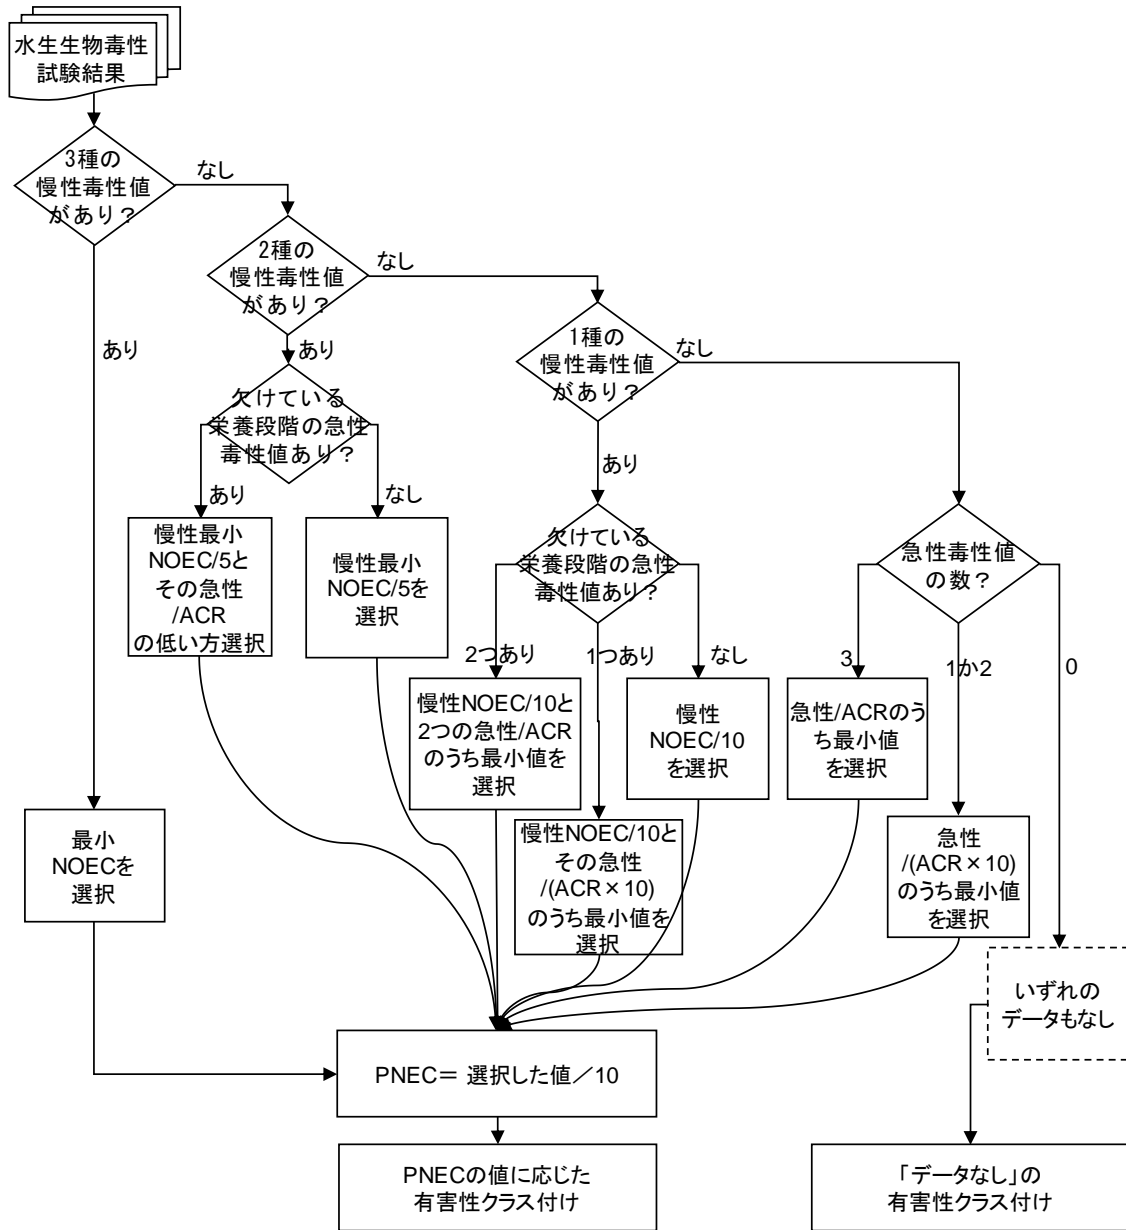 水生生物毒性
試験結果
3種の
慢性毒性値
があり？
なし
あり
2種の
慢性毒性値
があり？
なし
あり
1種の
慢性毒性値
があり？
なし
あり
欠けている
栄養段階の急性
毒性値あり？
あり
なし
慢性最小
NOEC/5と
その急性
/ACR
の低い方選択
慢性最小
NOEC/5を
選択
欠けている
栄養段階の急性
毒性値あり？
2つあり
1つあり
なし
急性毒性値
の数？
3
1か2
0
慢性NOEC/10と
2つの急性/ACR
のうち最小値を
選択
慢性
NOEC/10
を選択
急性/ACRのう
ち最小値
を選択
最小
NOECを
選択
慢性NOEC/10と
その急性
/(ACR×10)
のうち最小値を
選択
急性
/(ACR×10)
のうち最小値
を選択
いずれの
データもなし
PNEC＝ 選択した値／10
PNECの値に応じた
有害性クラス付け
「データなし」の
有害性クラス付け